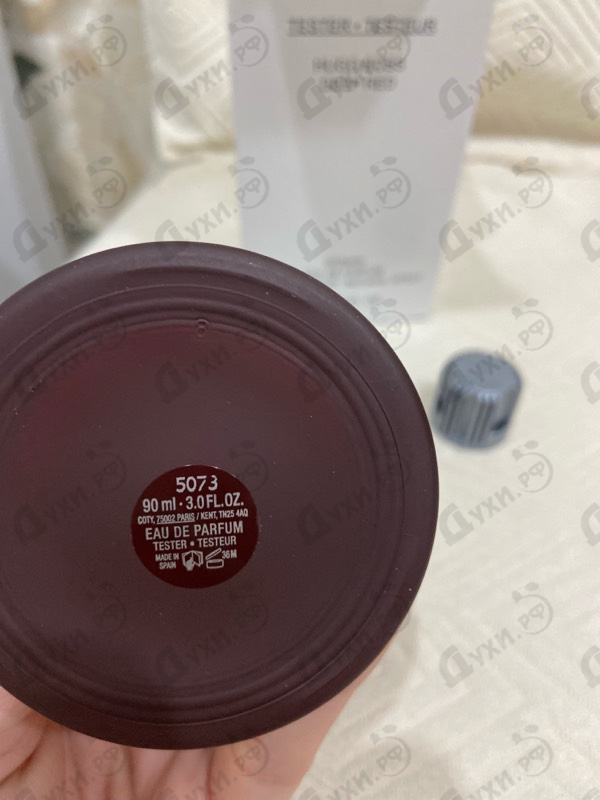 TESTER • TESTEUR
5073
90 ml • 3.0 FL.OZ.
COTY, 75002 PARIS / KENT, TH25 4AQ
EAU DE PARFUM
TESTER • TESTEUR
MADE IN
SPAIN
36M
Духи.рф